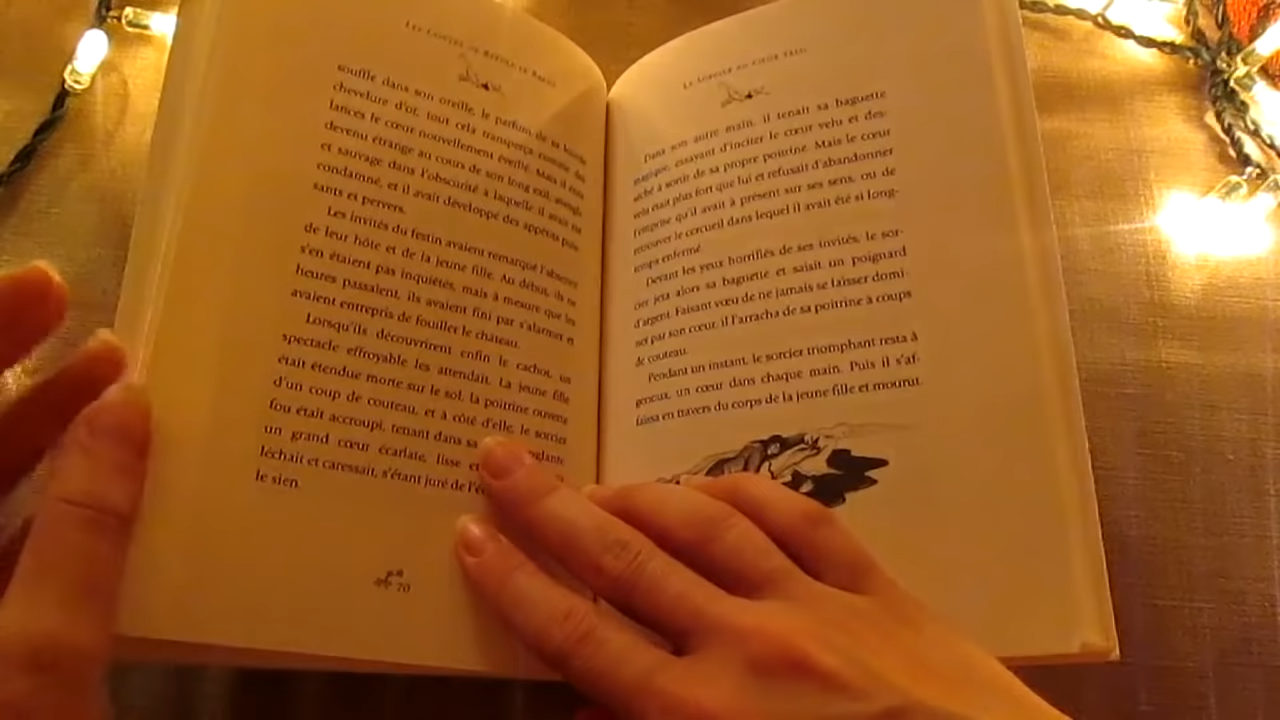 LES CONTES DE BEEDLE LE BARDE
souffle dans son oreille, le parfum de sa
chevelure d'or, tout cela transperça comme des
lances le cœur nouvellement éveillé. Mais il était
devenu étrange au cours de son long exil, aveugle
et sauvage dans l'obscurité à laquelle il avait été
condamné, et il avait développé des appétits puis-
sants et pervers.
Les invités du festin avaient remarqué l'absence
de leur hôte et de la jeune fille. Au début, ils ne
s'en étaient pas inquiétés, mais à mesure que les
heures passaient, ils avaient fini par s'alarmer et
avaient entrepris de fouiller le château.
Lorsqu'ils découvrirent enfin le cachot, un
spectacle effroyable les attendait. La jeune fille
était étendue morte sur le sol, la poitrine ouverte
d'un coup de couteau, et à côté d'elle, le sorcier
fou était accroupi, tenant dans sa
un grand cœur écarlate, lisse et
léchait et caressait, s'étant juré de
le sien.
70
LE SORCIER AU CŒUR VELU
Dans son autre main, il tenait sa baguette
magique, essayant d'inciter le cœur velu et des-
séché à sortir de sa propre poitrine. Mais le cœur
velu était plus fort que lui et refusait d'abandonner
l'emprise qu'il avait à présent sur ses sens, ou de
retrouver le cercueil dans lequel il avait été si long-
temps enfermé.
Devant les yeux horrifiés de ses invités, le sor-
cier jeta alors sa baguette et saisit un poignard
d'argent. Faisant vœu de ne jamais se laisser domi-
ner par son cœur, il l'arracha de sa poitrine à coups
de couteau.
Pendant un instant, le sorcier triomphant resta à
genoux, un cœur dans chaque main. Puis il s'af-
faissa en travers du corps de la jeune fille et mourut.